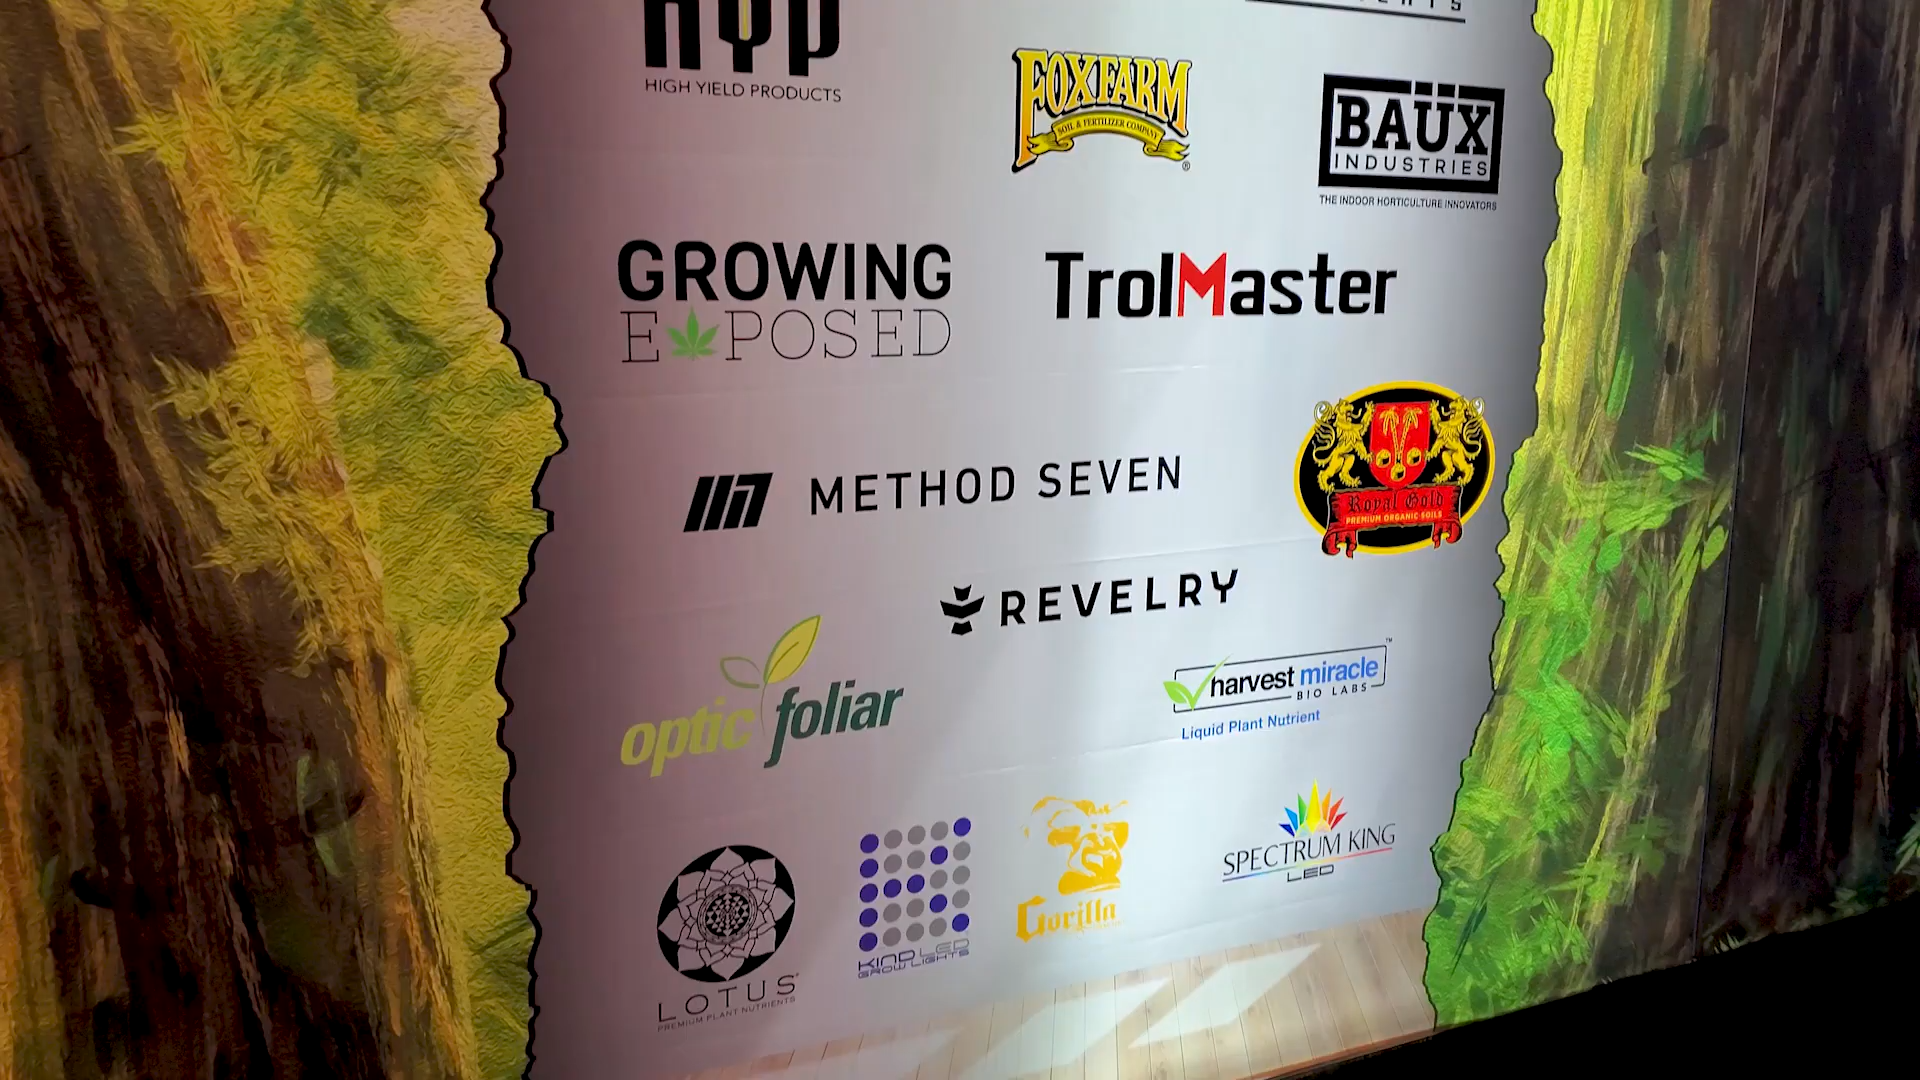 HYP
HIGH YIELD PRODUCTS
FOXFARM
SOIL & FERTILIZER COMPANY
®
BAÜX
INDUSTRIES
THE INDOOR HORTICULTURE INNOVATORS
GROWING
EXPOSED
TrolMaster
METHOD SEVEN
Royal Gold
PREMIUM ORGANIC SOILS
REVELRY
optic foliar
harvest miracle
™
BIO LABS
Liquid Plant Nutrient
LOTUS
PREMIUM PLANT NUTRIENTS
KIND LED
GROW LIGHTS
Gorilla
SPECTRUM KING
LED